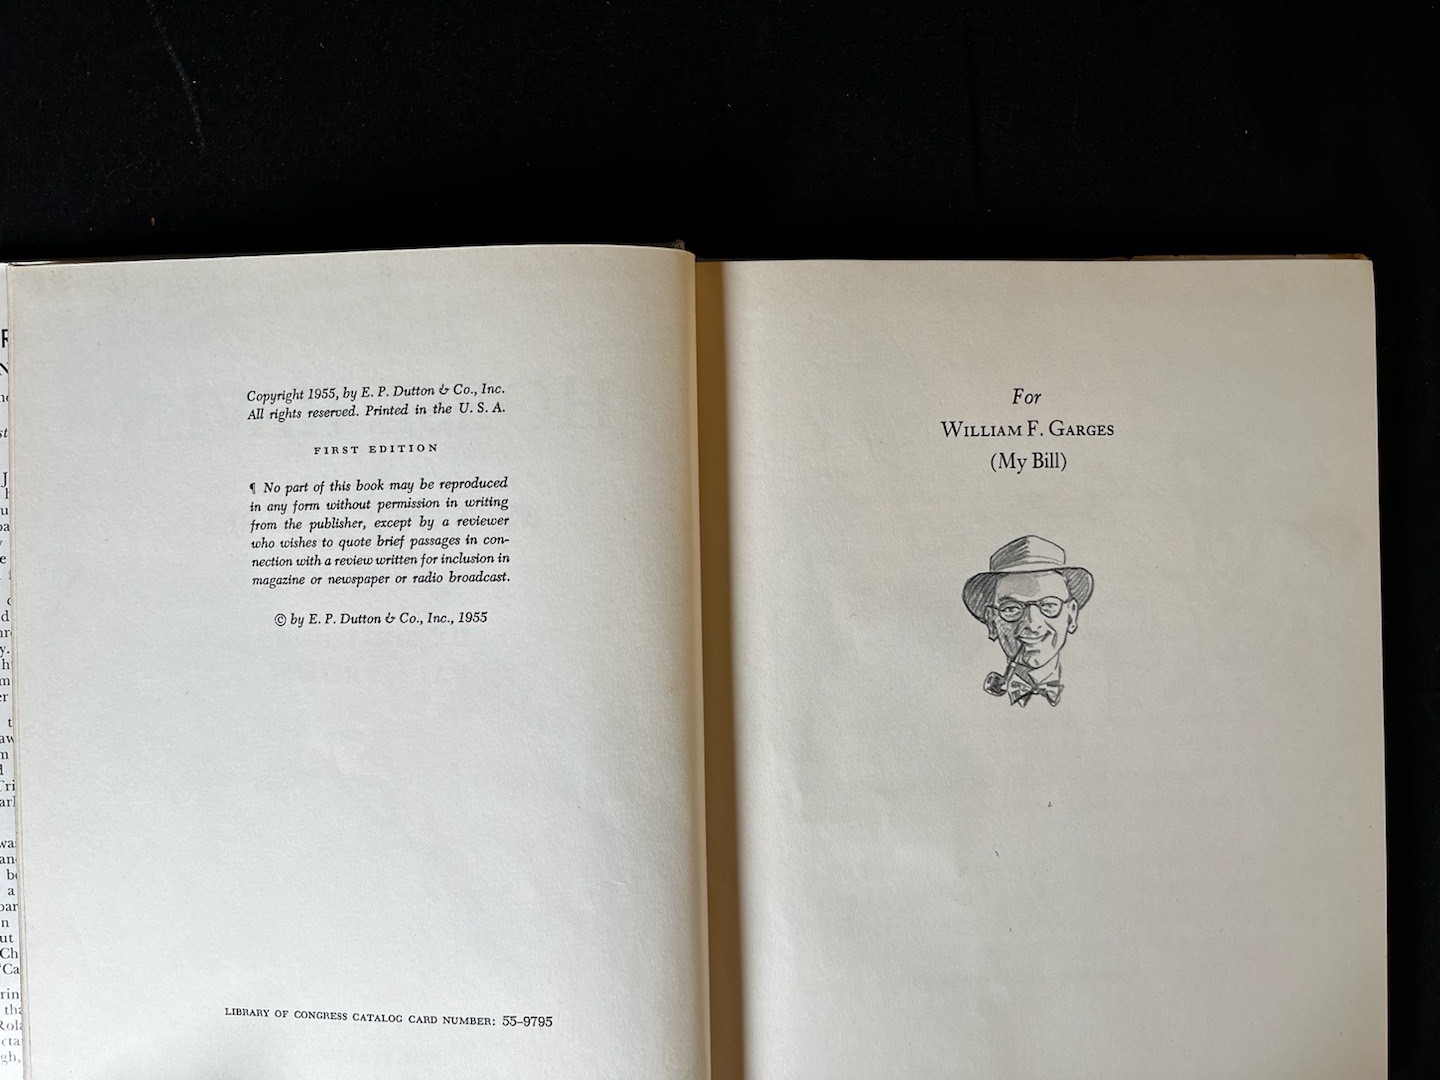 Copyright 1955, by E. P. Dutton & Co., Inc.
All rights reserved. Printed in the U. S. A.
FIRST EDITION
¶ No part of this book may be reproduced
in any form without permission in writing
from the publisher, except by a reviewer
who wishes to quote brief passages in con-
nection with a review written for inclusion in
magazine or newspaper or radio broadcast.
© by E. P. Dutton & Co., Inc., 1955
LIBRARY OF CONGRESS CATALOG CARD NUMBER: 55-9795
For
WILLIAM F. GARGES
(My Bill)